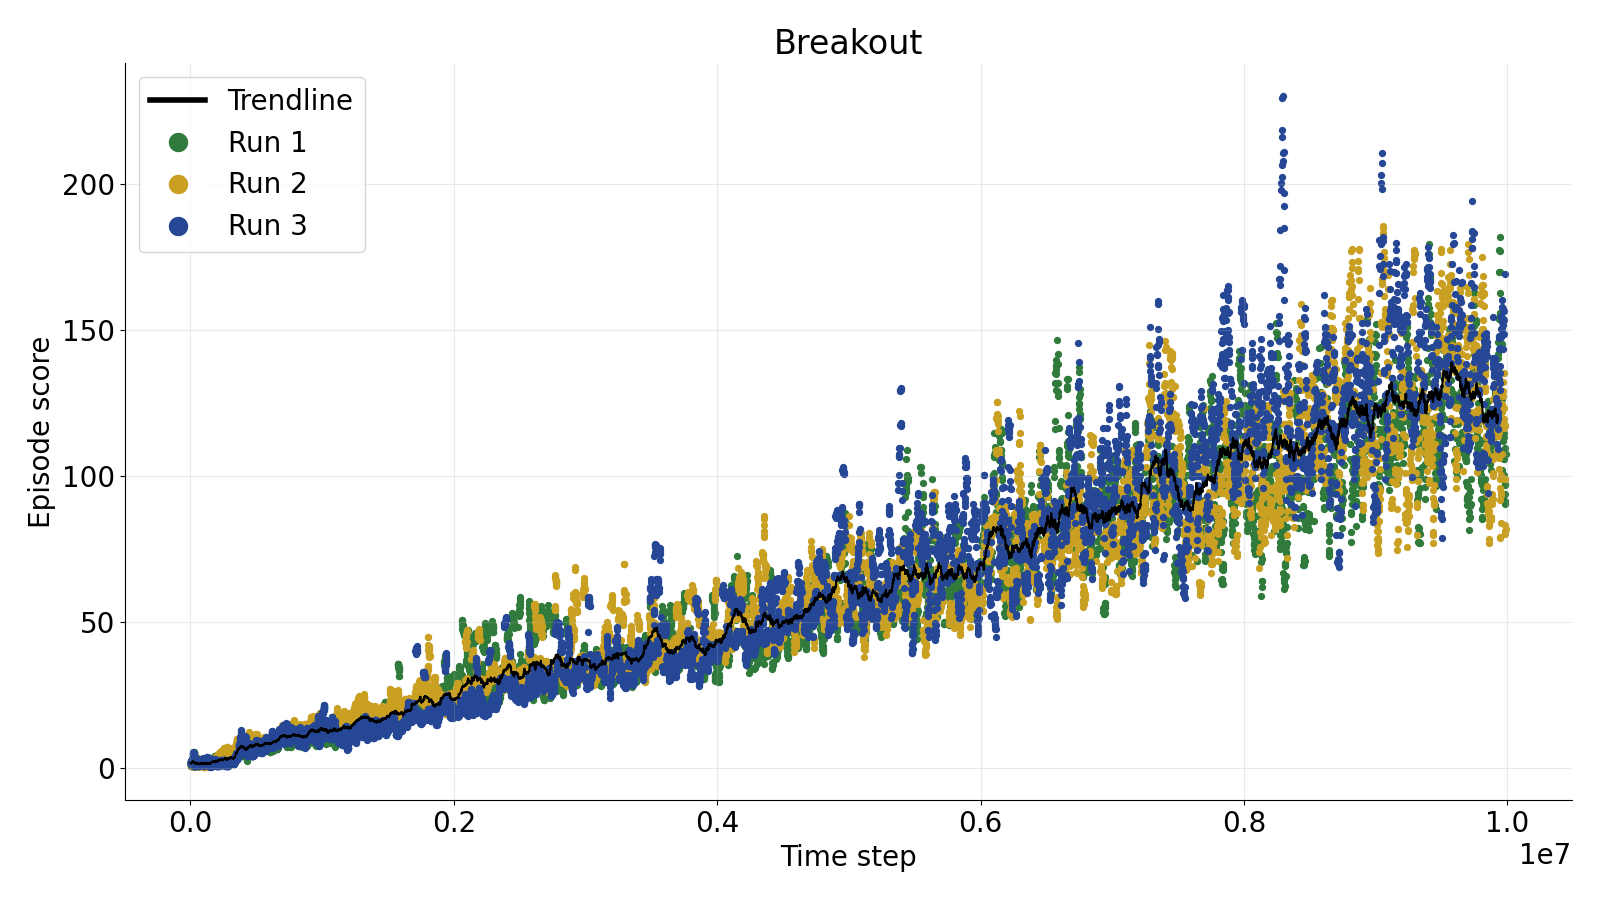 Breakout
Trendline
Run 1
Run 2
Run 3
Episode score
200
150
100
50
0
0.0 0.2 0.4 0.6 0.8 1.0
1e7
Time step